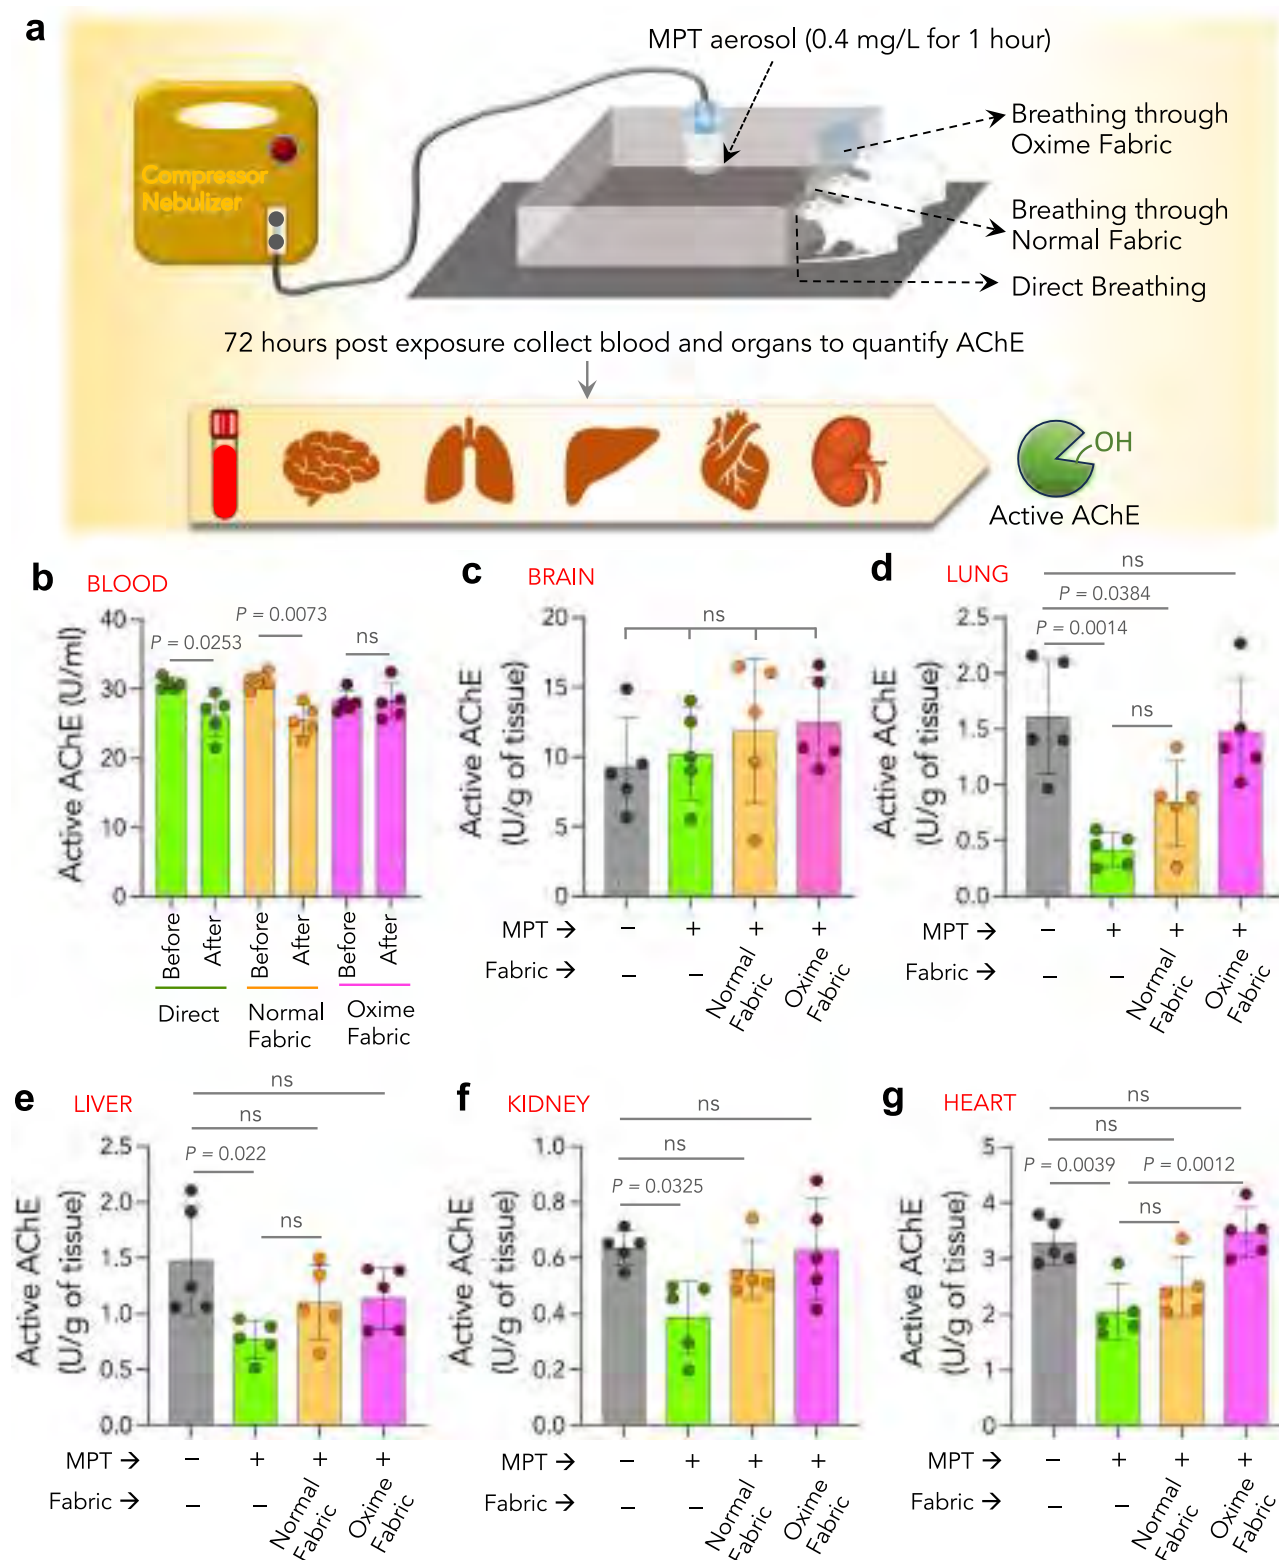 a
MPT aerosol (0.4 mg/L for 1 hour)
Compressor
Nebulizer
Breathing through
Oxime Fabric
Breathing through
Normal Fabric
Direct Breathing
72 hours post exposure collect blood and organs to quantify AChE
OH
Active AChE
b BLOOD
Active AChE (U/ml)
40
30
20
10
0
P = 0.0253
P = 0.0073
ns
Before
After
Before
After
Before
After
Direct
Normal
Fabric
Oxime
Fabric
c BRAIN
Active AChE
(U/g of tissue)
20
15
10
5
0
ns
MPT → − + + +
Fabric → − − Normal Fabric Oxime Fabric
d LUNG
Active AChE
(U/g of tissue)
2.5
2.0
1.5
1.0
0.5
0.0
ns
P = 0.0384
P = 0.0014
ns
MPT → − + + +
Fabric → − − Normal Fabric Oxime Fabric
e LIVER
Active AChE
(U/g of tissue)
2.5
2.0
1.5
1.0
0.5
0.0
ns
ns
P = 0.022
ns
MPT → − + + +
Fabric → − − Normal Fabric Oxime Fabric
f KIDNEY
Active AChE
(U/g of tissue)
1.0
0.8
0.6
0.4
0.2
0.0
ns
ns
P = 0.0325
MPT → − + + +
Fabric → − − Normal Fabric Oxime Fabric
g HEART
Active AChE
(U/g of tissue)
5
4
3
2
1
0
ns
ns
P = 0.0039
P = 0.0012
ns
MPT → − + + +
Fabric → − − Normal Fabric Oxime Fabric